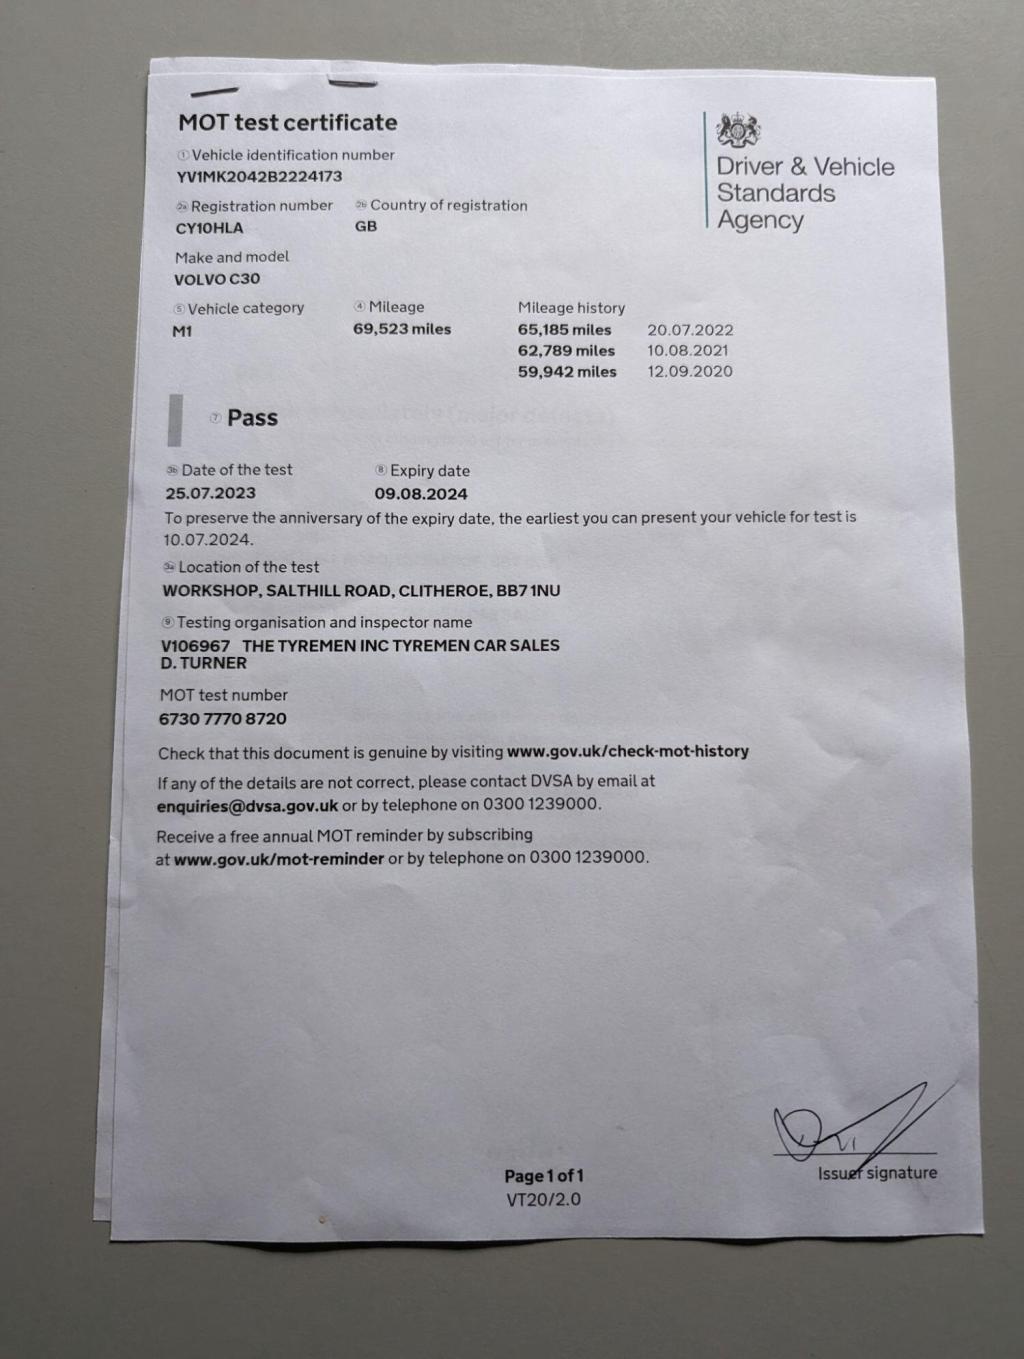 MOT test certificate
① Vehicle identification number
YV1MK2042B2224173
2a Registration number 2b Country of registration
CY10HLA GB
Make and model
VOLVO C30
⑤ Vehicle category ④ Mileage Mileage history
M1 69,523 miles 65,185 miles 20.07.2022
62,789 miles 10.08.2021
59,942 miles 12.09.2020
⑦ Pass
3b Date of the test ⑧ Expiry date
25.07.2023 09.08.2024
To preserve the anniversary of the expiry date, the earliest you can present your vehicle for test is
10.07.2024.
3a Location of the test
WORKSHOP, SALTHILL ROAD, CLITHEROE, BB7 1NU
⑨ Testing organisation and inspector name
V106967 THE TYREMEN INC TYREMEN CAR SALES
D. TURNER
MOT test number
6730 7770 8720
Check that this document is genuine by visiting www.gov.uk/check-mot-history
If any of the details are not correct, please contact DVSA by email at
enquiries@dvsa.gov.uk or by telephone on 0300 1239000.
Receive a free annual MOT reminder by subscribing
at www.gov.uk/mot-reminder or by telephone on 0300 1239000.
Driver & Vehicle
Standards
Agency
Issuer signature
Page 1 of 1
VT20/2.0